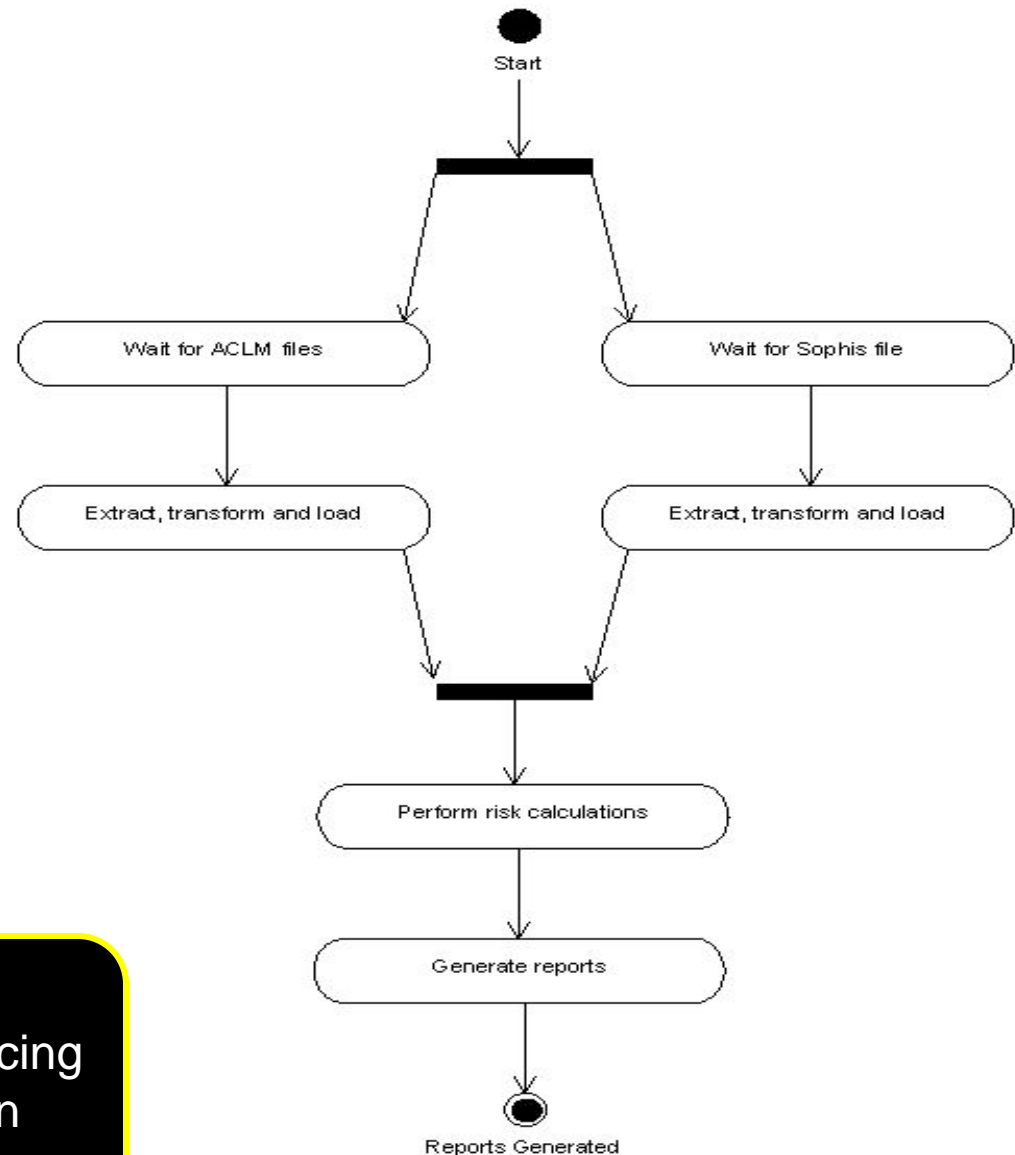 Start
Wait for ACLM files
Wait for Sophis file
Extract, transform and load
Extract, transform and load
Perform risk calculations
Generate reports
Reports Generated